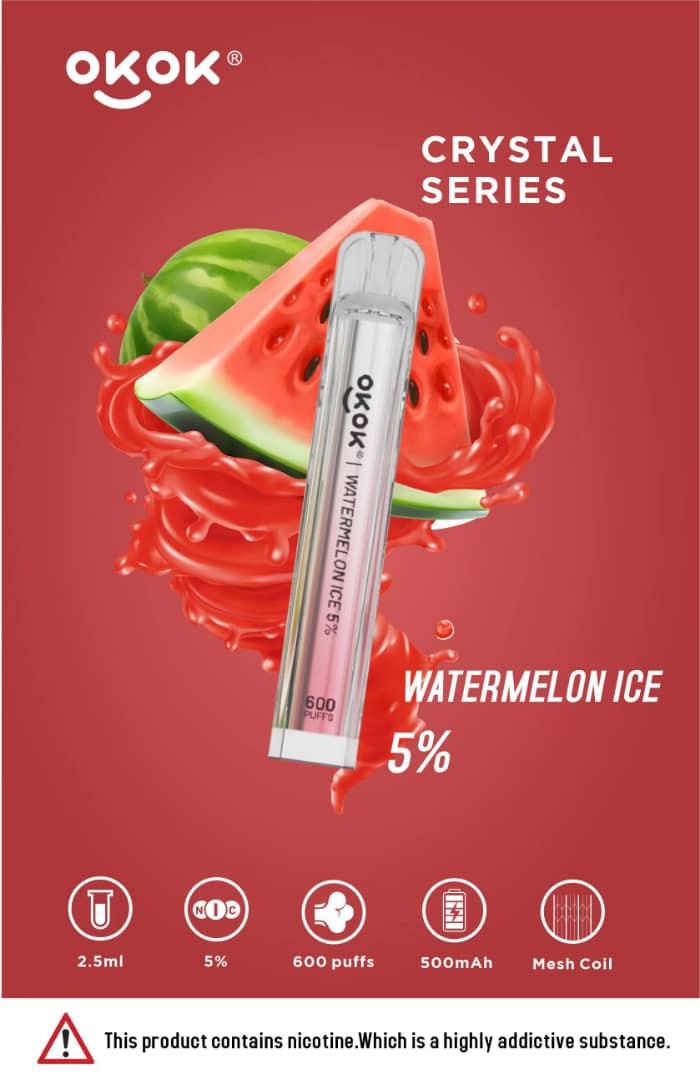 OKOK®
CRYSTAL
SERIES
OKOK® | WATERMELON ICE 5%
600
PUFFS
WATERMELON ICE
5%
NIC
2.5ml
5%
600 puffs
500mAh
Mesh Coil
This product contains nicotine.Which is a highly addictive substance.